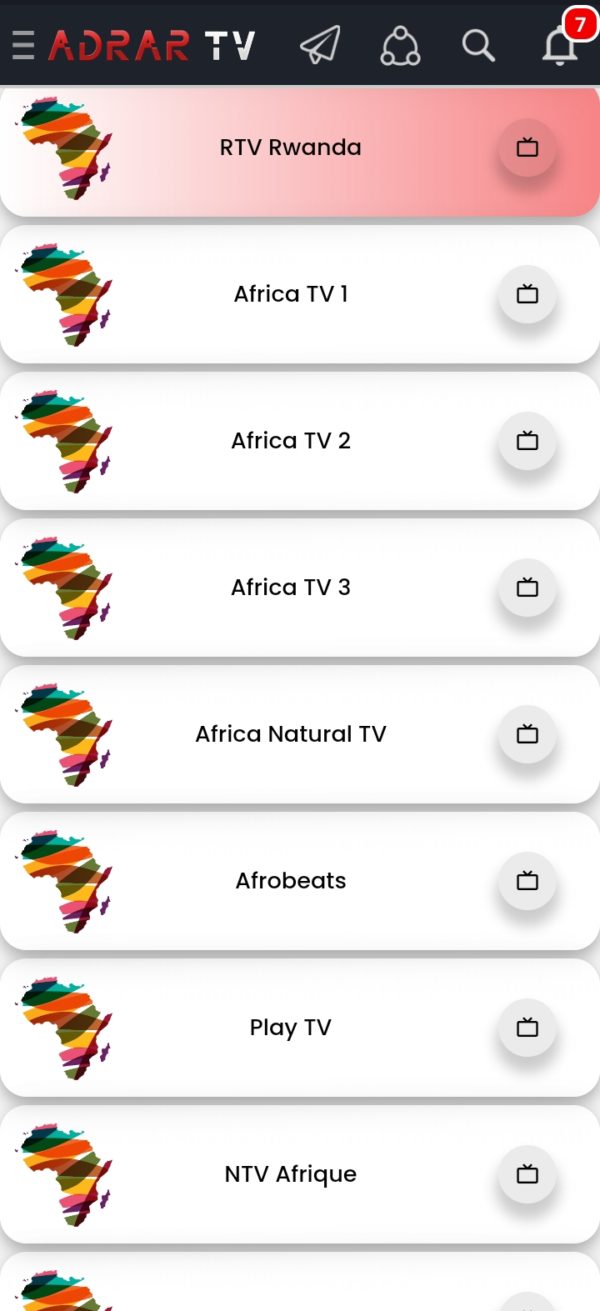 ADRAR TV
7
RTV Rwanda
Africa TV 1
Africa TV 2
Africa TV 3
Africa Natural TV
Afrobeats
Play TV
NTV Afrique